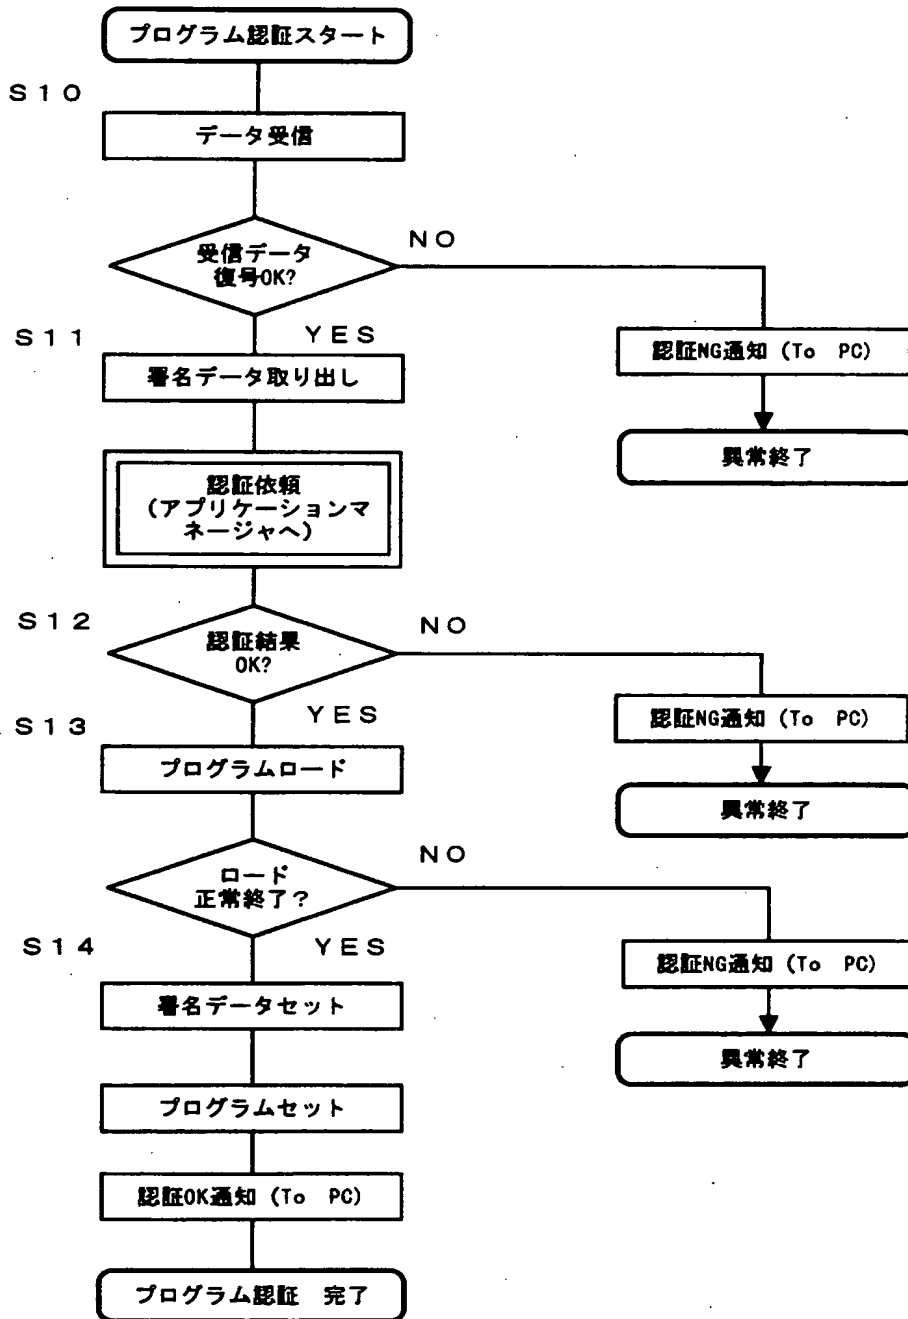 プログラム認証スタート
S10
データ受信
受信データ
復号OK?
NO
S11
YES
認証NG通知 (To PC)
署名データ取り出し
異常終了
認証依頼
(アプリケーションマ
ネージャへ)
S12
認証結果
OK?
NO
S13
YES
認証NG通知 (To PC)
プログラムロード
異常終了
ロード
正常終了?
NO
S14
YES
認証NG通知 (To PC)
署名データセット
異常終了
プログラムセット
認証OK通知 (To PC)
プログラム認証 完了